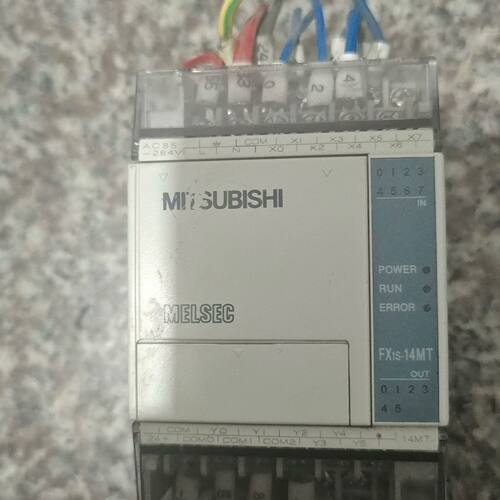 AC85 COM X1 X3 X5 X7
-264V L N X0 X2 X4 X6
0 1 2 3
4 5 6 7
IN
MITSUBISHI
POWER
RUN
ERROR
MELSEC
FX1S-14MT
OUT
0 1 2 3
4 5
COM Y0 Y1 Y2 Y4
24+ COM0 COM1 COM2 Y3 Y5 14MT